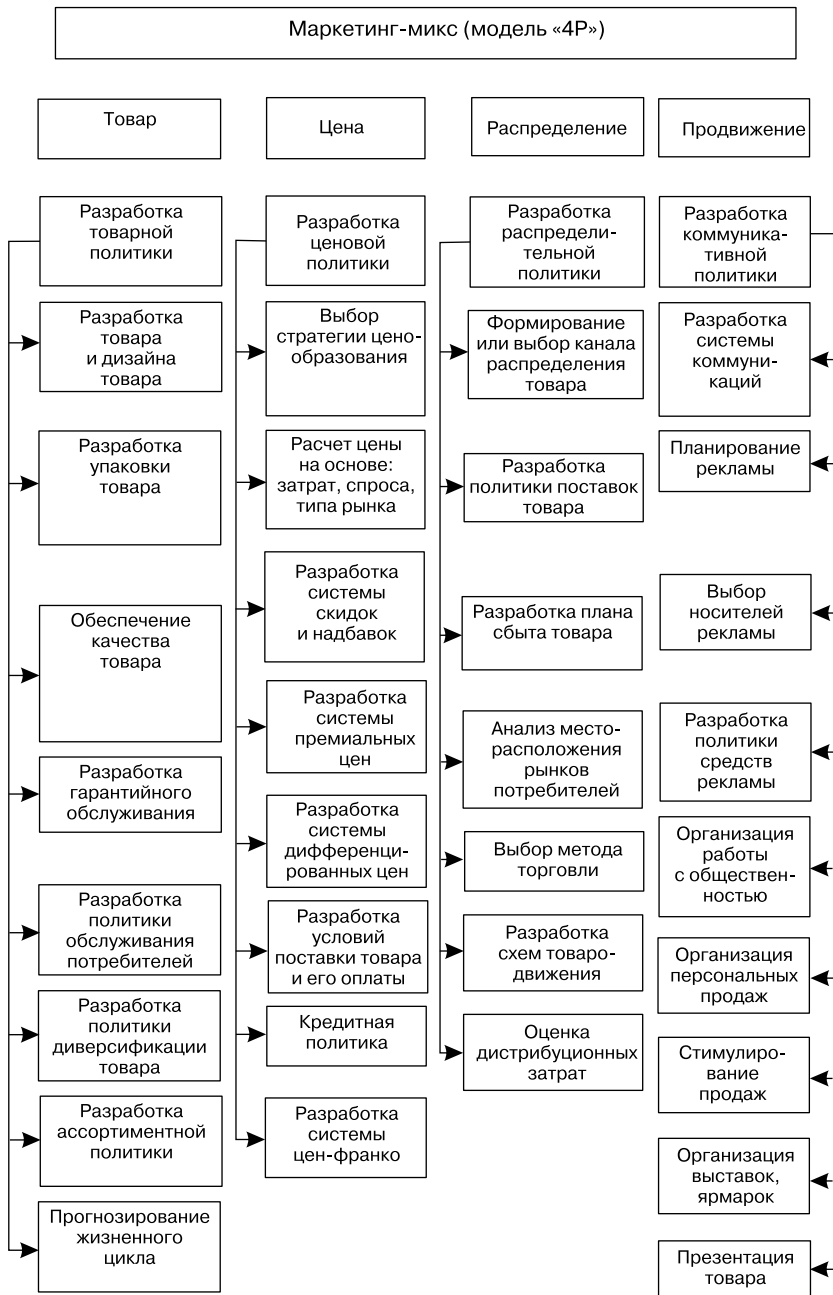 Маркетинг-микс (модель «4P»)
Товар
Цена
Распределение
Продвижение
Разработка
товарной
политики
Разработка
товара
и дизайна
товара
Разработка
упаковки
товара
Обеспечение
качества
товара
Разработка
гарантийного
обслуживания
Разработка
политики
обслуживания
потребителей
Разработка
политики
диверсификации
товара
Разработка
ассортиментной
политики
Прогнозирование
жизненного
цикла
Разработка
ценовой
политики
Выбор
стратегии цено-
образования
Расчет цены
на основе:
затрат, спроса,
типа рынка
Разработка
системы
скидок
и надбавок
Разработка
системы
премиальных
цен
Разработка
системы
дифференци-
рованных цен
Разработка
условий
поставки товара
и его оплаты
Кредитная
политика
Разработка
системы
цен-франко
Разработка
распредели-
тельной
политики
Формирование
или выбор канала
распределения
товара
Разработка
политики поставок
товара
Разработка плана
сбыта товара
Анализ место-
расположения
рынков
потребителей
Выбор метода
торговли
Разработка
схем товаро-
движения
Оценка
дистрибуционных
затрат
Разработка
коммуника-
тивной
политики
Разработка
системы
коммуни-
каций
Планирование
рекламы
Выбор
носителей
рекламы
Разработка
политики
средств
рекламы
Организация
работы
с обществен-
ностью
Организация
персональных
продаж
Стимулиро-
вание
продаж
Организация
выставок,
ярмарок
Презентация
товара